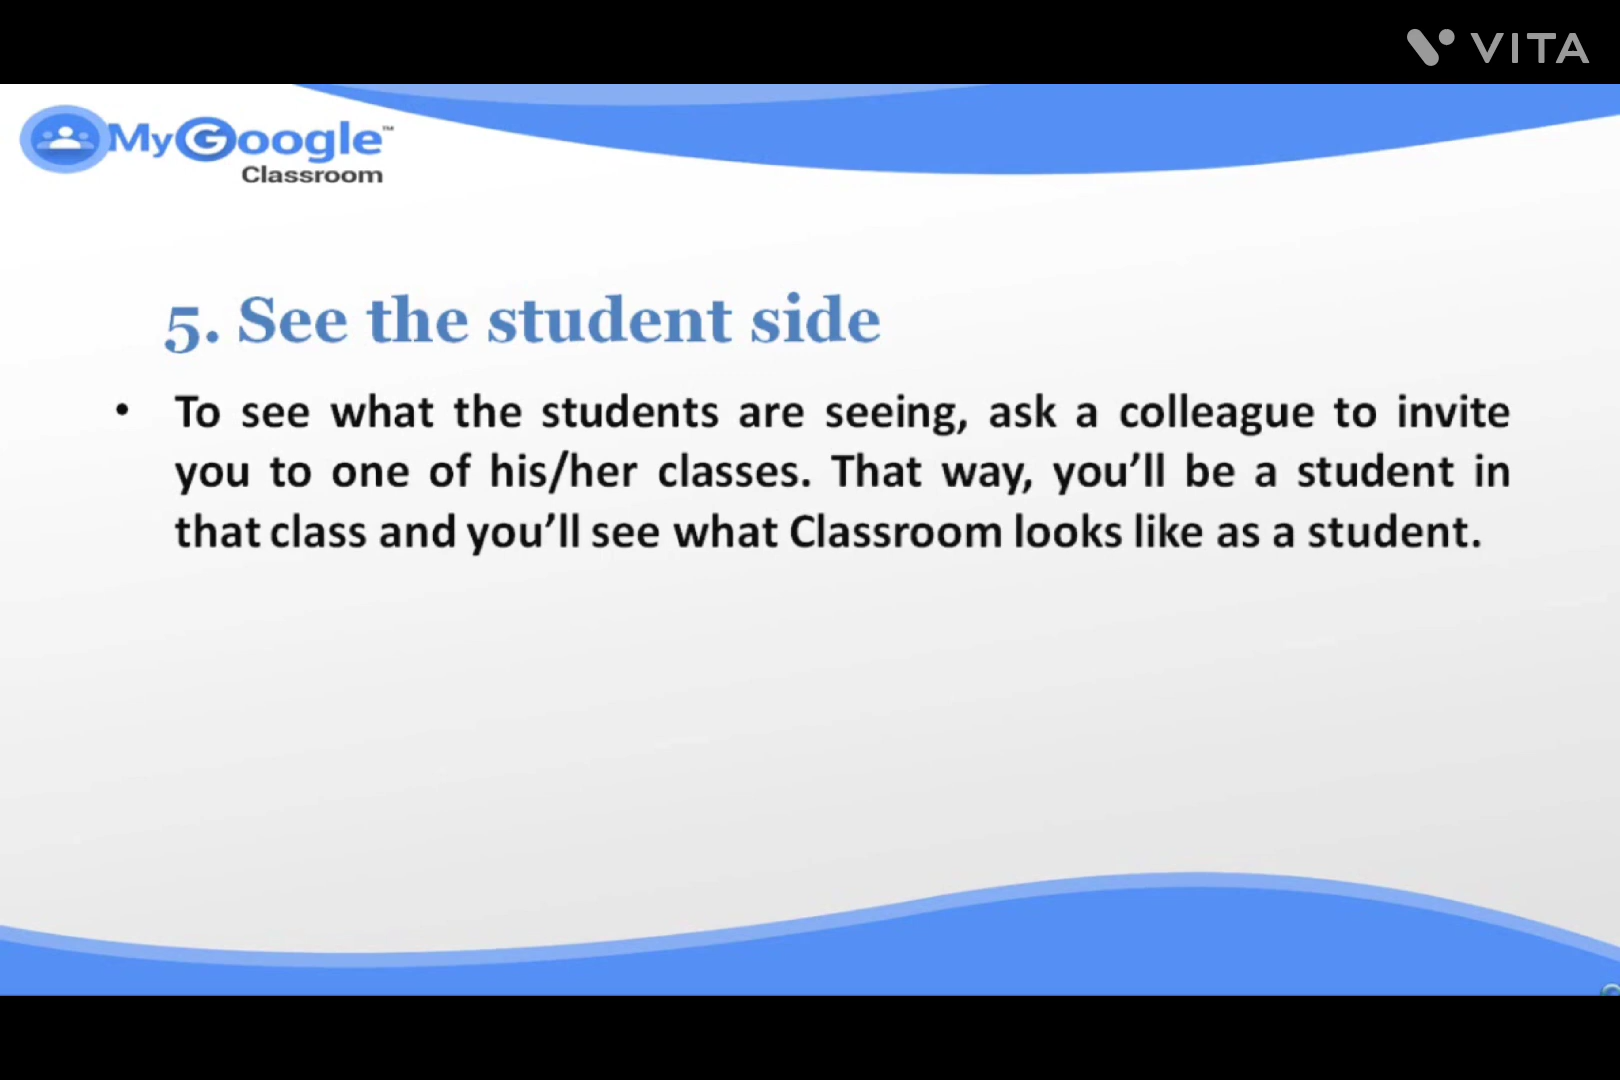 VITA
MyGoogle™
Classroom
5. See the student side
• To see what the students are seeing, ask a colleague to invite
you to one of his/her classes. That way, you’ll be a student in
that class and you’ll see what Classroom looks like as a student.